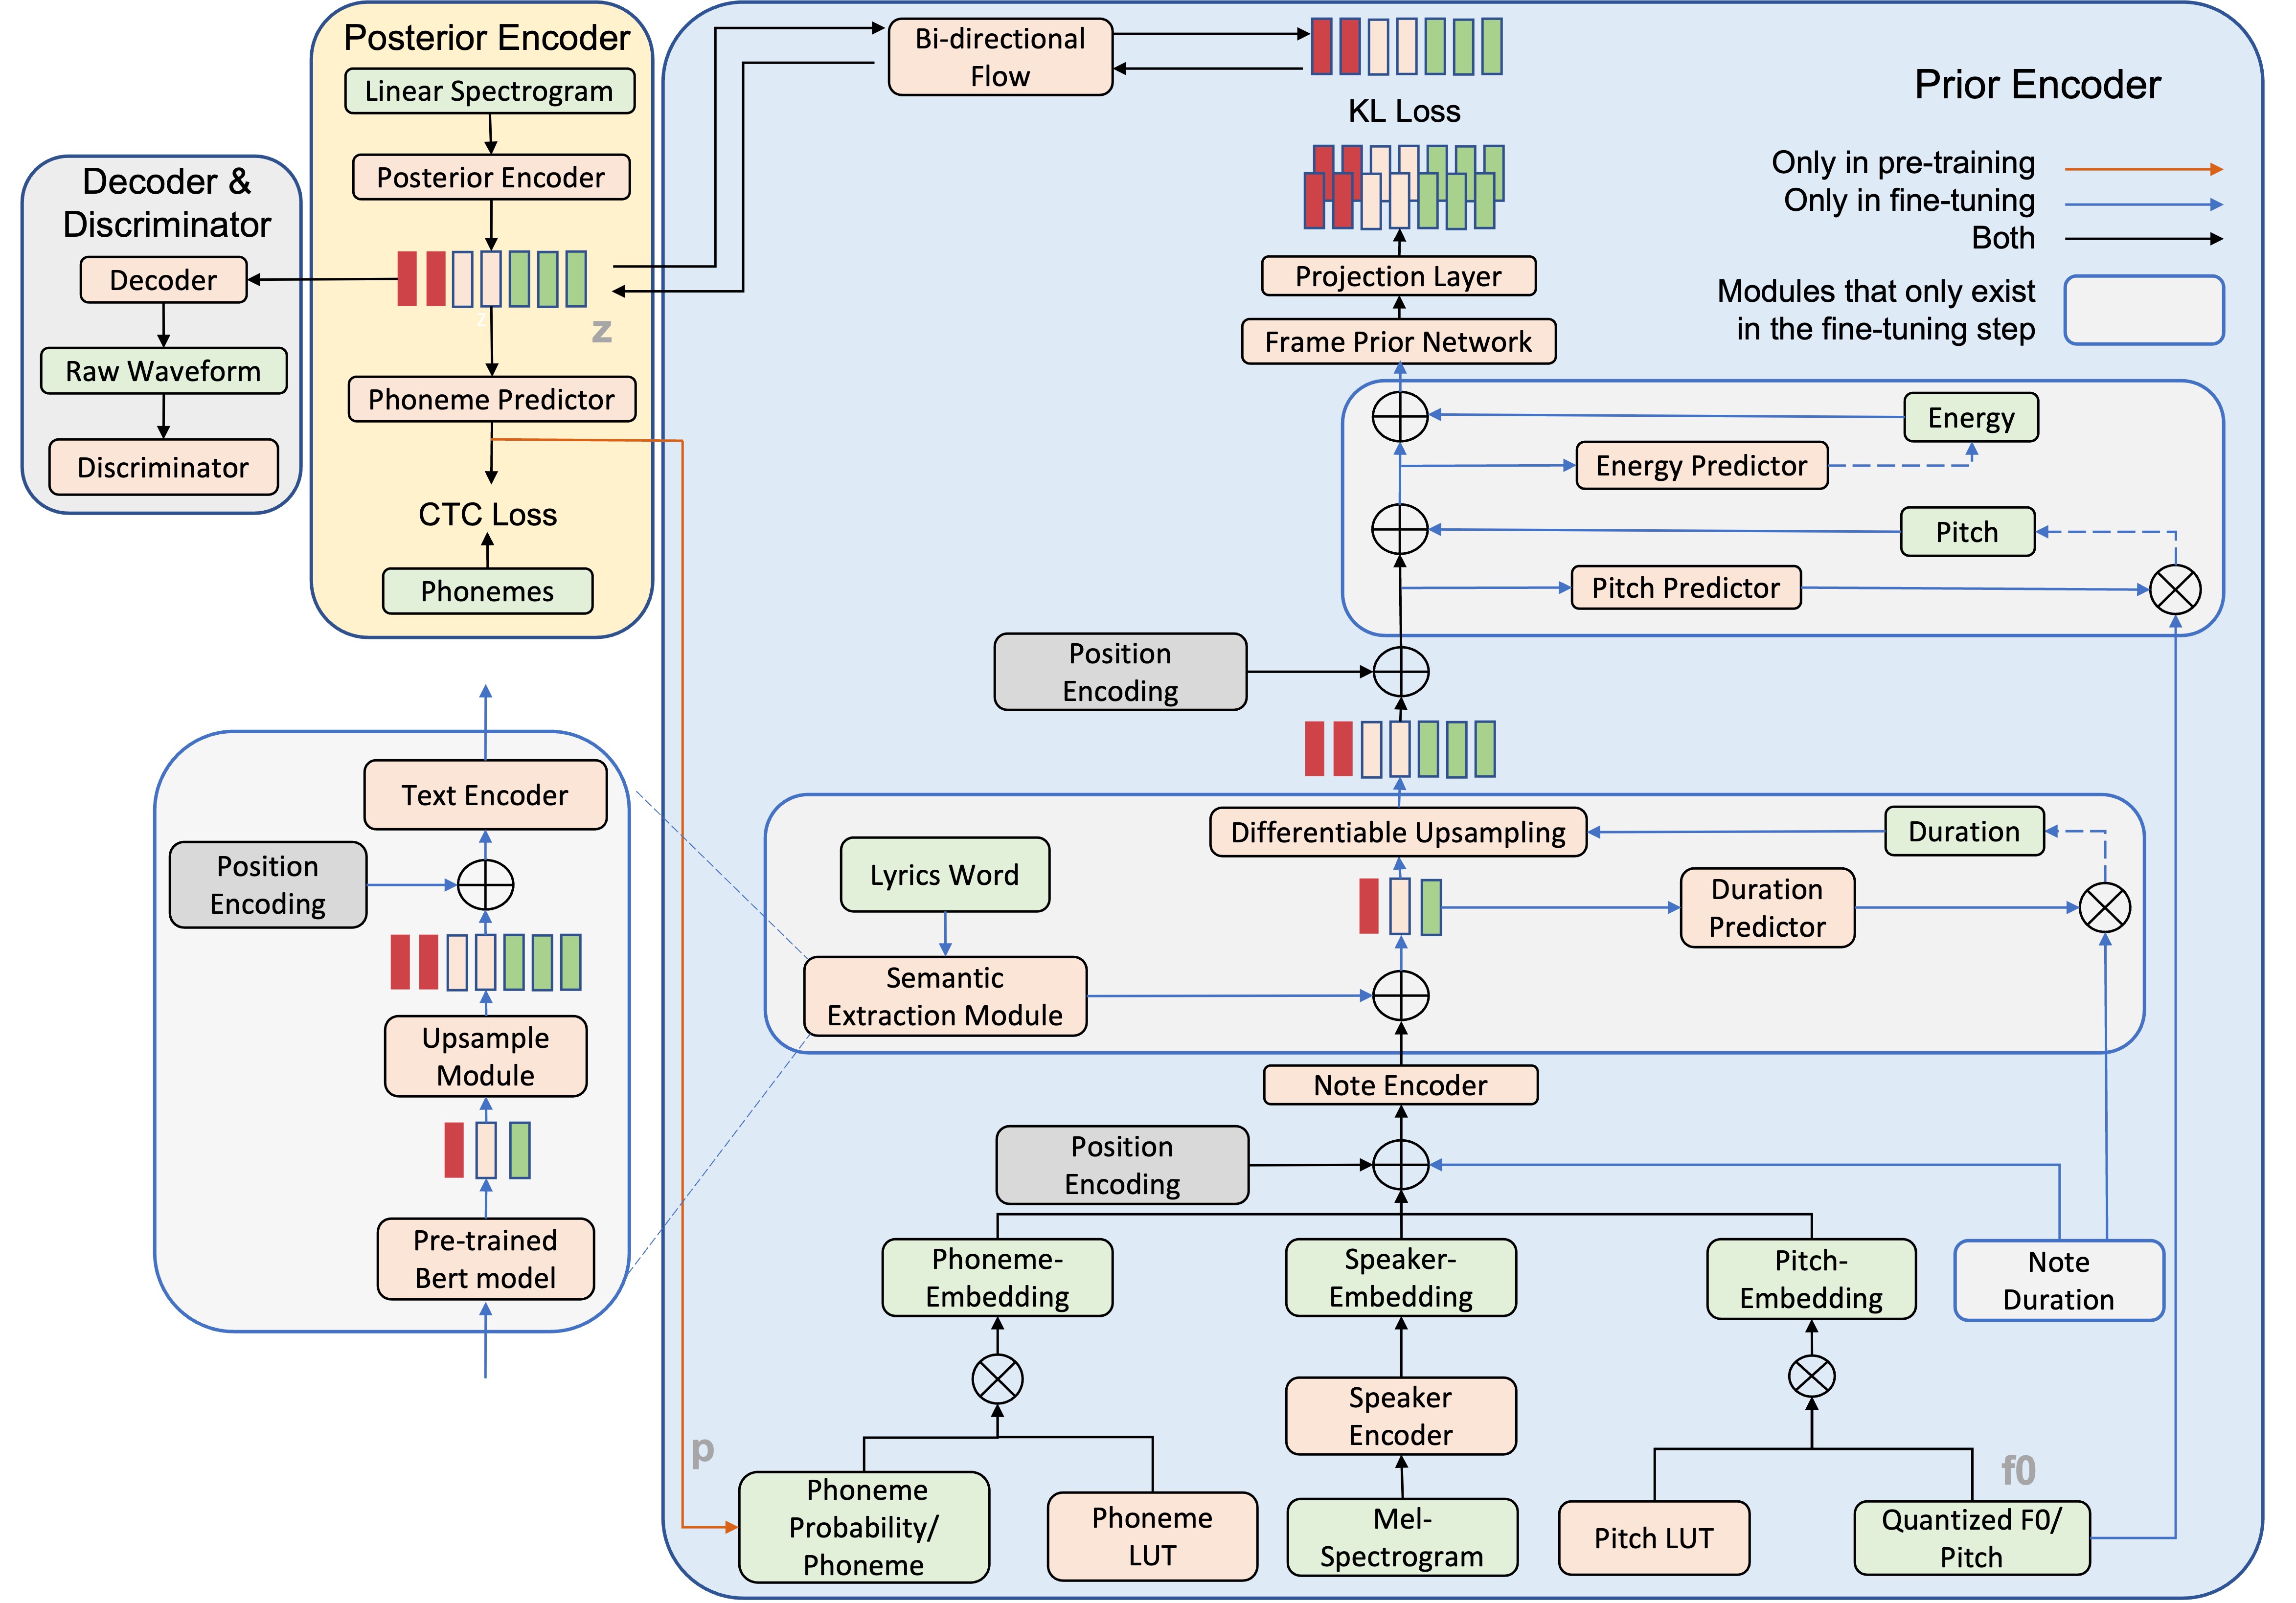 Posterior Encoder
Linear Spectrogram
Posterior Encoder
z
z
Phoneme Predictor
CTC Loss
Phonemes
Decoder &
Discriminator
Decoder
Raw Waveform
Discriminator
Text Encoder
Position
Encoding
Upsample
Module
Pre-trained
Bert model
Prior Encoder
Bi-directional
Flow
KL Loss
Only in pre-training
Only in fine-tuning
Both
Modules that only exist
in the fine-tuning step
Projection Layer
Frame Prior Network
Energy
Energy Predictor
Pitch
Pitch Predictor
Position
Encoding
Differentiable Upsampling
Duration
Lyrics Word
Duration
Predictor
Semantic
Extraction Module
Note Encoder
Position
Encoding
Phoneme-
Embedding
Speaker-
Embedding
Pitch-
Embedding
Note
Duration
Speaker
Encoder
p
f0
Phoneme
Probability/
Phoneme
Phoneme
LUT
Mel-
Spectrogram
Pitch LUT
Quantized F0/
Pitch